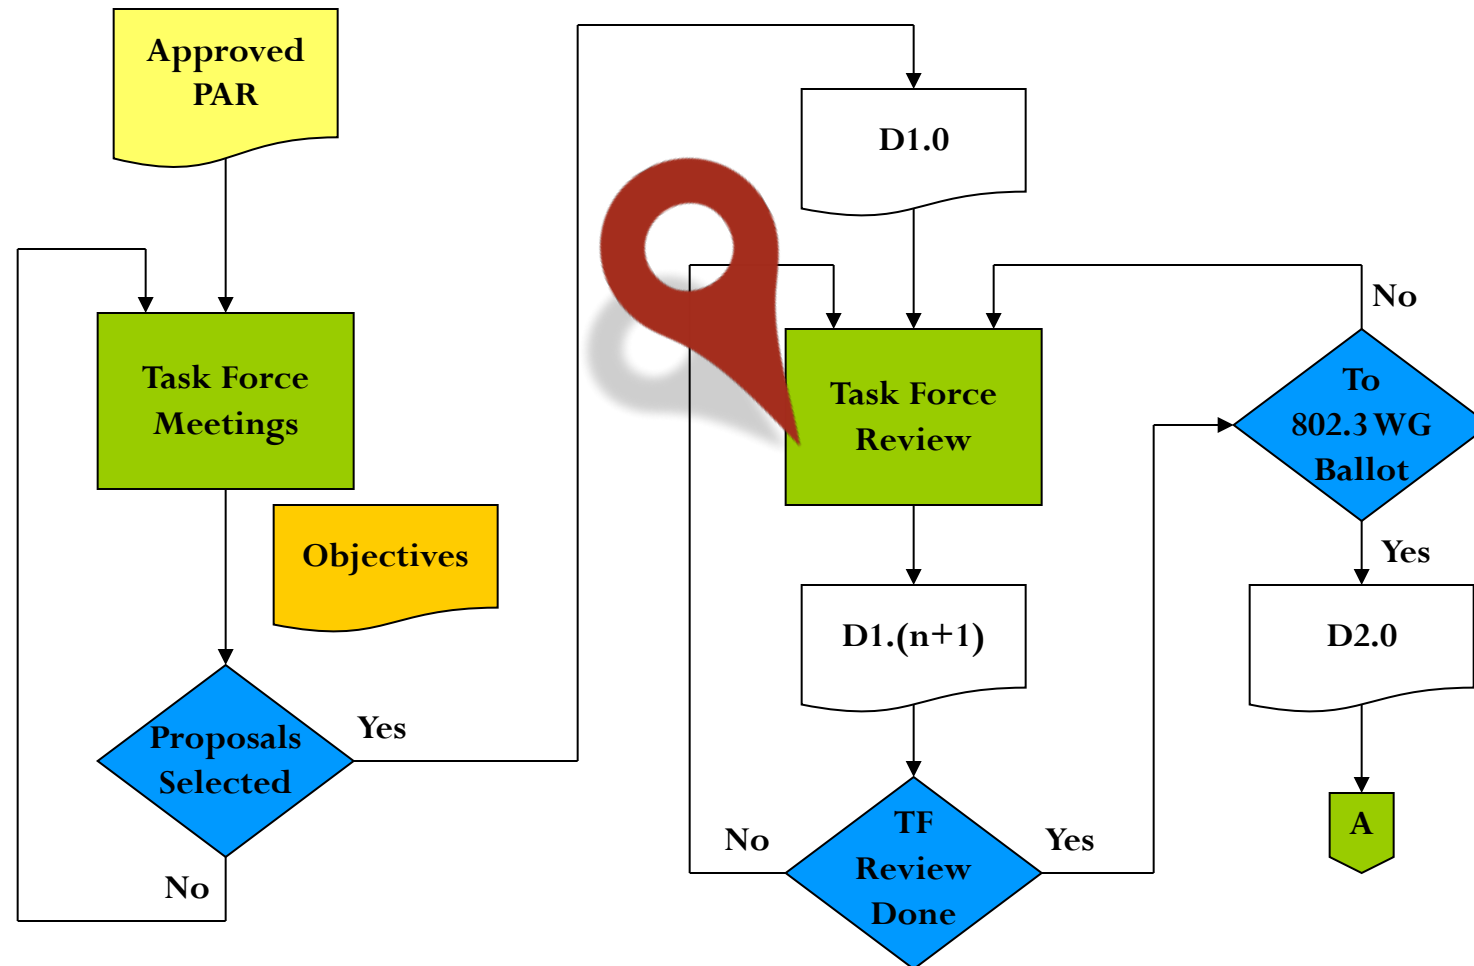 Approved
PAR
Task Force
Meetings
Objectives
Proposals
Selected
Yes
No
D1.0
Task Force
Review
D1.(n+1)
TF
Review
Done
No
Yes
To
802.3 WG
Ballot
No
Yes
D2.0
A